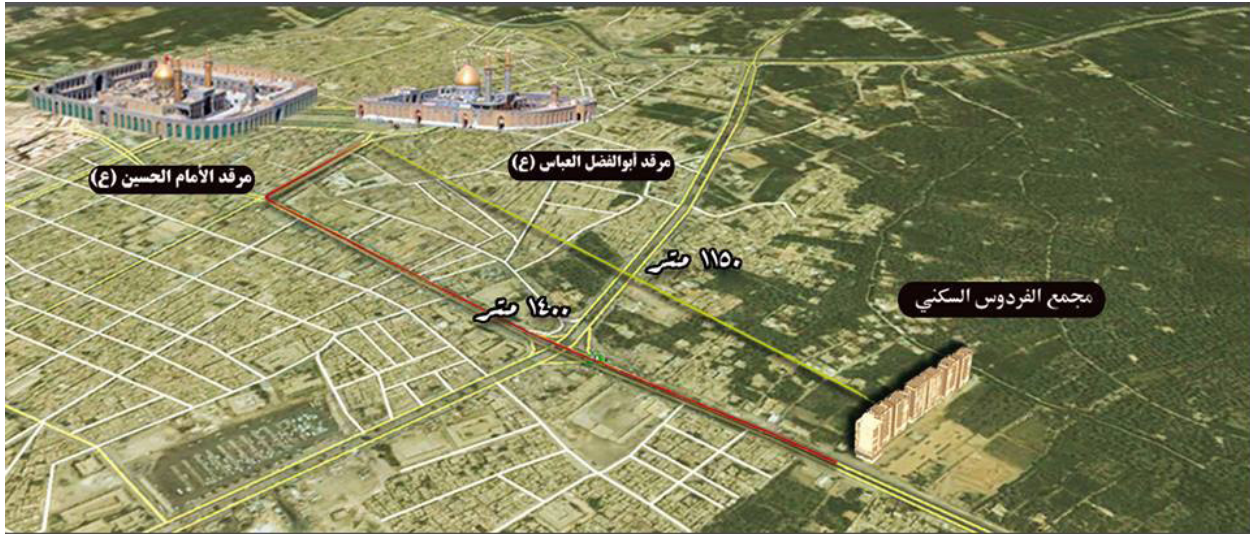 مرقد الأمام الحسين (ع)
مرقد أبوالفضل العباس (ع)
١١٥٠ متر
مجمع الفردوس السكني
١٤٠٠ متر